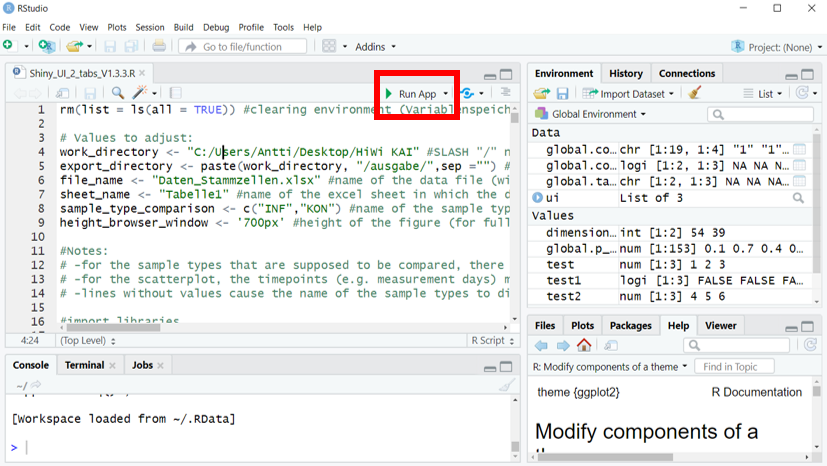 RStudio
File Edit Code View Plots Session Build Debug Profile Tools Help
Go to file/function
Addins
Project: (None)
Shiny_UI_2_tabs_V1.3.3.R
Run App
1 rm(list = ls(all = TRUE)) #clearing environment (Variablenspeich
2
3 # Values to adjust:
4 work_directory <- "C:/Users/Antti/Desktop/HiWi KAI" #SLASH "/" n
5 export_directory <- paste(work_directory, "/ausgabe/",sep ="") #
6 file_name <- "Daten_Stammzellen.xlsx" #name of the data file (wi
7 sheet_name <- "Tabelle1" #name of the excel sheet in which the d
8 sample_type_comparison <- c("INF","KON") #name of the sample typ
9 height_browser_window <- '700px' #height of the figure (for full
10
11 #Notes:
12 # -for the sample types that are supposed to be compared, there
13 # -for the scatterplot, the timepoints (e.g. measurement days) m
14 # -lines without values cause the name of the sample types to di
15
16 #import libraries
4:24 (Top Level) R Script
Console Terminal Jobs
~/
[Workspace loaded from ~/.RData]
>
Environment History Connections
Import Dataset List
Global Environment
Data
global.co… chr [1:19, 1:4] "1" "1"…
global.co… logi [1:2, 1:3] NA NA N…
global.ta… chr [1:2, 1:3] NA NA NA…
ui List of 3
Values
dimension… int [1:2] 54 39
global.p_… num [1:153] 0.1 0.7 0.4 0…
test num [1:3] 1 2 3
test1 logi [1:3] FALSE FALSE FA…
test2 num [1:3] 4 5 6
Files Plots Packages Help Viewer
R: Modify components of a theme Find in Topic
theme {ggplot2} R Documentation
Modify components of a